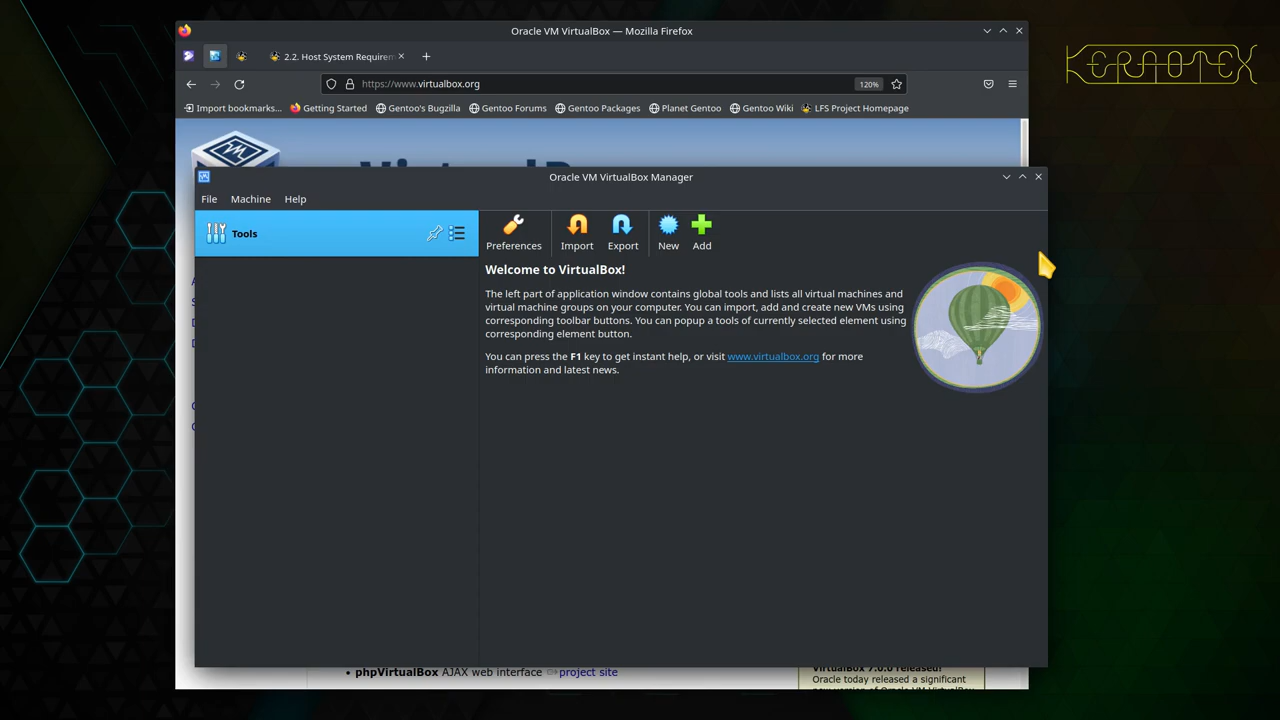 Oracle VM VirtualBox — Mozilla Firefox
2.2. Host System Requirem
https://www.virtualbox.org
120%
Import bookmarks...
Getting Started
Gentoo's Bugzilla
Gentoo Forums
Gentoo Packages
Planet Gentoo
Gentoo Wiki
LFS Project Homepage
KERAOTEX
Oracle VM VirtualBox Manager
File
Machine
Help
Tools
Preferences
Import
Export
New
Add
Welcome to VirtualBox!
The left part of application window contains global tools and lists all virtual machines and
virtual machine groups on your computer. You can import, add and create new VMs using
corresponding toolbar buttons. You can popup a tools of currently selected element using
corresponding element button.
You can press the F1 key to get instant help, or visit www.virtualbox.org for more
information and latest news.
phpVirtualBox AJAX web interface project site
VirtualBox 7.0.0 released!
Oracle today released a significant